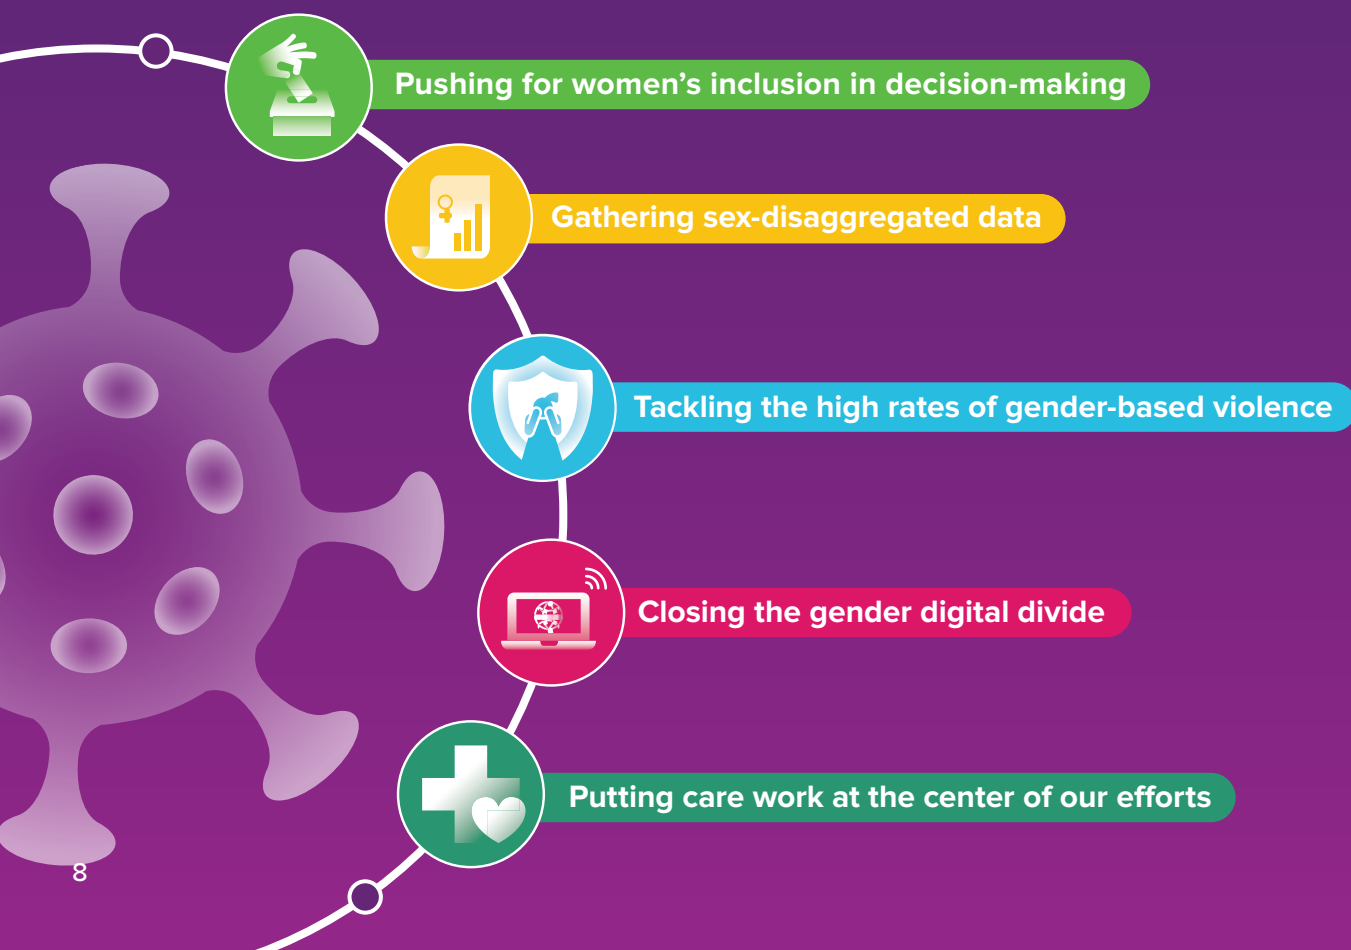 Pushing for women's inclusion in decision-making
Gathering sex-disaggregated data
Tackling the high rates of gender-based violence
Closing the gender digital divide
Putting care work at the center of our efforts
8